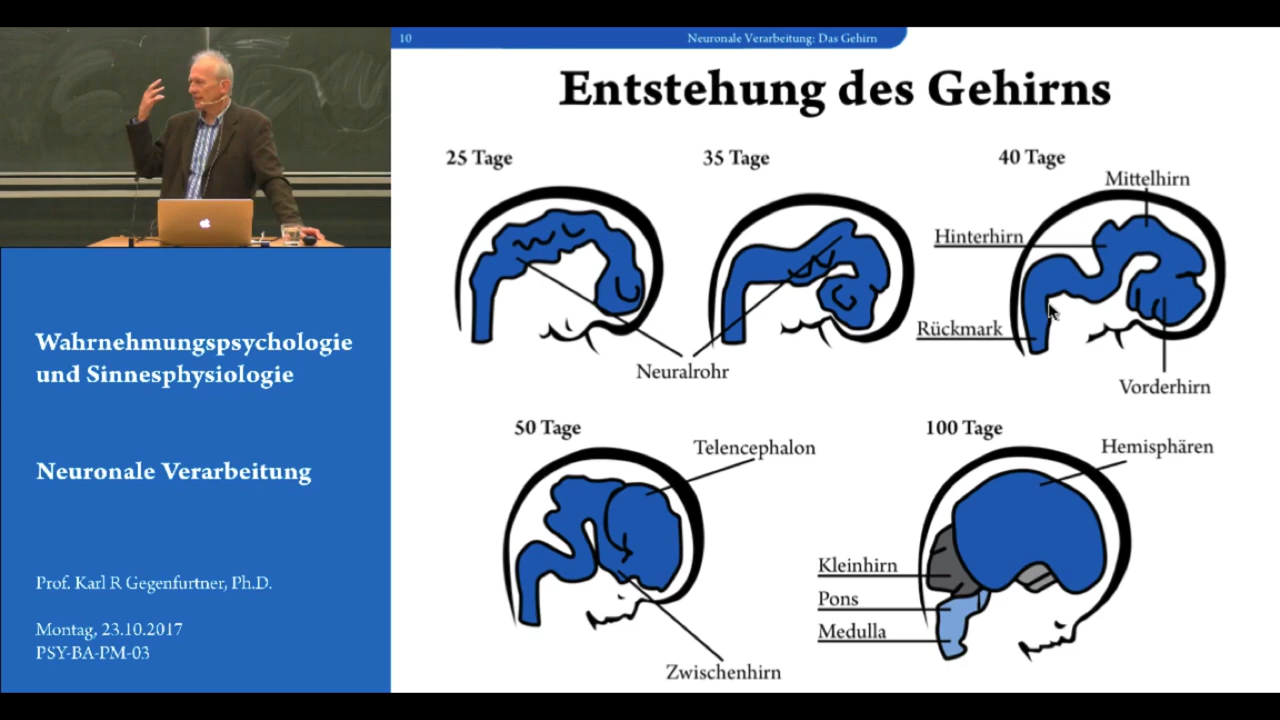 10
Neuronale Verarbeitung: Das Gehirn
Entstehung des Gehirns
25 Tage
35 Tage
40 Tage
Mittelhirn
Hinterhirn
Rückmark
Neuralrohr
Vorderhirn
50 Tage
Telencephalon
Zwischenhirn
100 Tage
Hemisphären
Kleinhirn
Pons
Medulla
Wahrnehmungspsychologie
und Sinnesphysiologie
Neuronale Verarbeitung
Prof. Karl R Gegenfurtner, Ph.D.
Montag, 23.10.2017
PSY-BA-PM-03